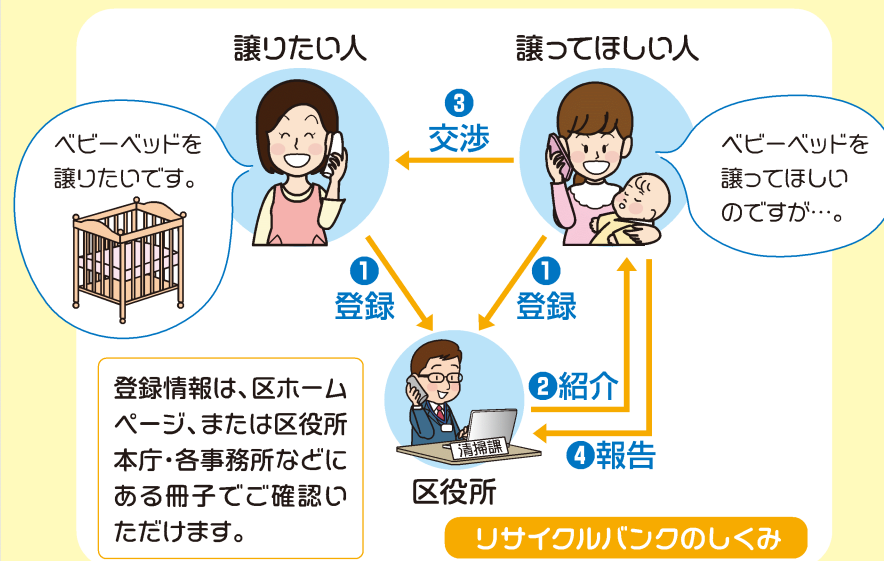 譲りたい人
譲ってほしい人
ベビーベッドを
譲りたいです。
❸
交渉
ベビーベッドを
譲ってほしい
のですが…。
❶
登録
❶
登録
❷紹介
❹報告
清掃課
区役所
登録情報は、区ホーム
ページ、または区役所
本庁・各事務所などに
ある冊子でご確認い
ただけます。
リサイクルバンクのしくみ